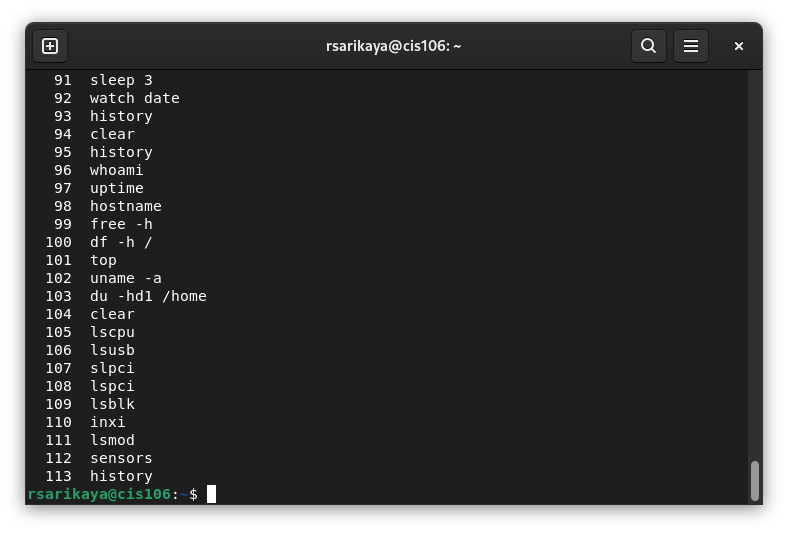 rsarikaya@cis106: ~
91 sleep 3
92 watch date
93 history
94 clear
95 history
96 whoami
97 uptime
98 hostname
99 free -h
100 df -h /
101 top
102 uname -a
103 du -hd1 /home
104 clear
105 lscpu
106 lsusb
107 slpci
108 lspci
109 lsblk
110 inxi
111 lsmod
112 sensors
113 history
rsarikaya@cis106:~$